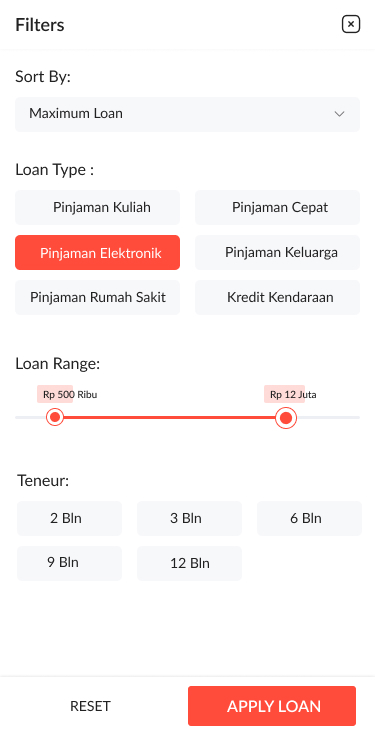 Filters
Sort By:
Maximum Loan
Loan Type :
Pinjaman Kuliah
Pinjaman Cepat
Pinjaman Elektronik
Pinjaman Keluarga
Pinjaman Rumah Sakit
Kredit Kendaraan
Loan Range:
Rp 500 Ribu
Rp 12 Juta
Teneur:
2 Bln
3 Bln
6 Bln
9 Bln
12 Bln
RESET
APPLY LOAN